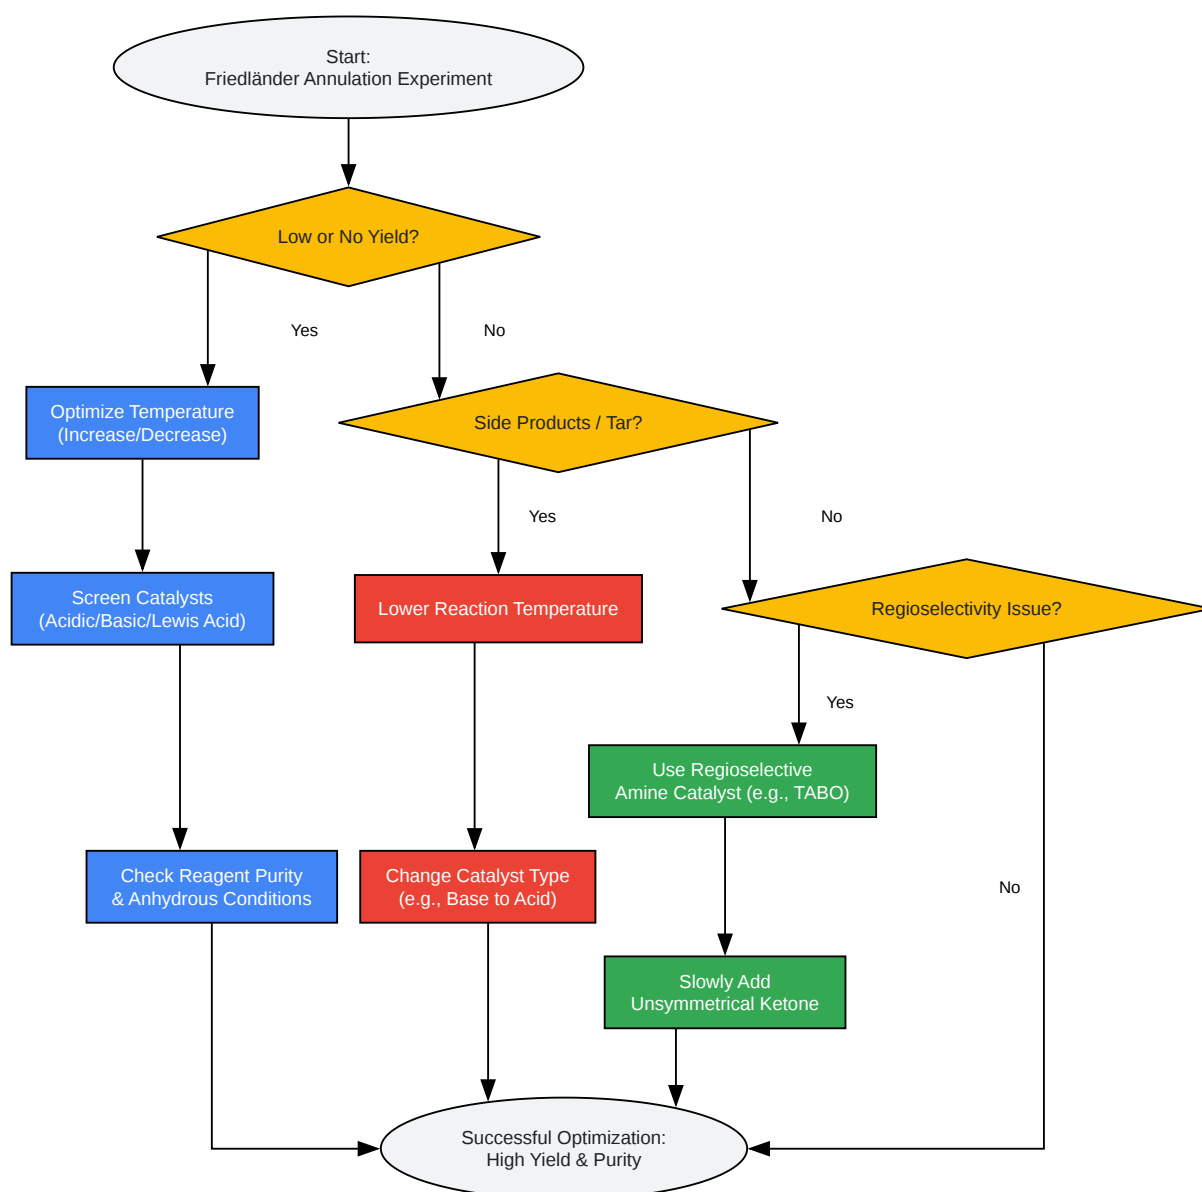 Start:
Friedländer Annulation Experiment
Low or No Yield?
Yes
No
Optimize Temperature
(Increase/Decrease)
Side Products / Tar?
Yes
No
Screen Catalysts
(Acidic/Basic/Lewis Acid)
Lower Reaction Temperature
Regioselectivity Issue?
Yes
Use Regioselective
Amine Catalyst (e.g., TABO)
Check Reagent Purity
& Anhydrous Conditions
Change Catalyst Type
(e.g., Base to Acid)
No
Slowly Add
Unsymmetrical Ketone
Successful Optimization:
High Yield & Purity